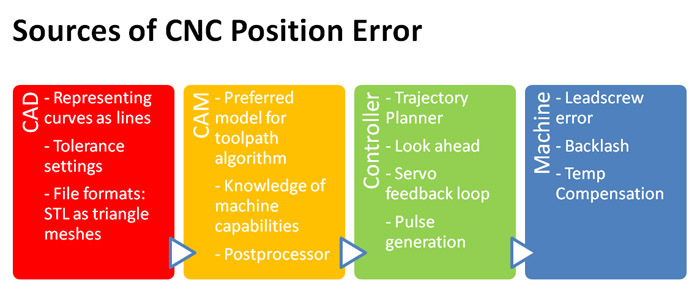 Sources of CNC Position Error
CAD
- Representing
curves as lines
- Tolerance
settings
- File formats:
STL as triangle
meshes
CAM
- Preferred
model for
toolpath
algorithm
- Knowledge of
machine
capabilities
- Postprocessor
Controller
- Trajectory
Planner
- Look ahead
- Servo
feedback loop
- Pulse
generation
Machine
- Leadscrew
error
- Backlash
- Temp
Compensation